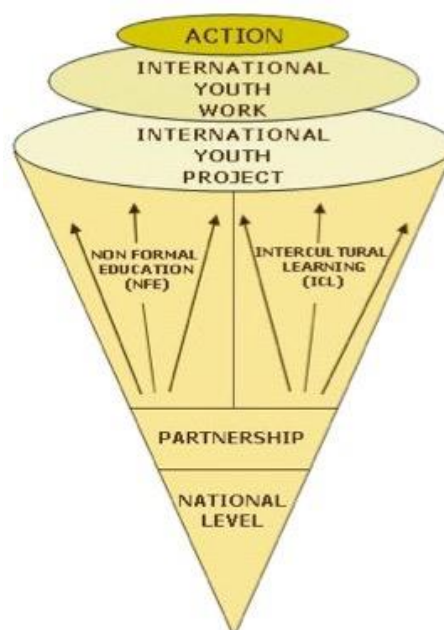 ACTION
INTERNATIONAL
YOUTH
WORK
INTERNATIONAL
YOUTH
PROJECT
NON FORMAL
EDUCATION
(NFE)
INTERCULTURAL
LEARNING
(ICL)
PARTNERSHIP
NATIONAL
LEVEL